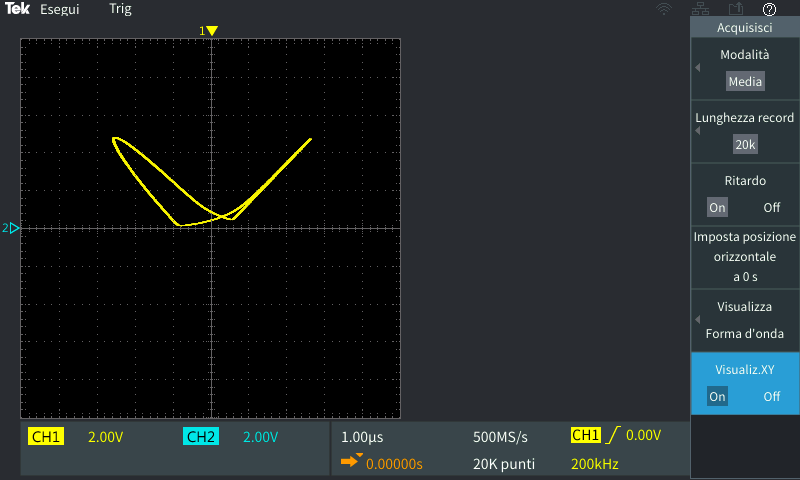 Tek Esegui Trig
1
2
Acquisisci
Modalità
Media
Lunghezza record
20k
Ritardo
On Off
Imposta posizione
orizzontale
a 0 s
Visualizza
Forma d'onda
Visualiz.XY
On Off
CH1 2.00V CH2 2.00V 1.00µs 500MS/s CH1 0.00V
0.00000s 20K punti 200kHz